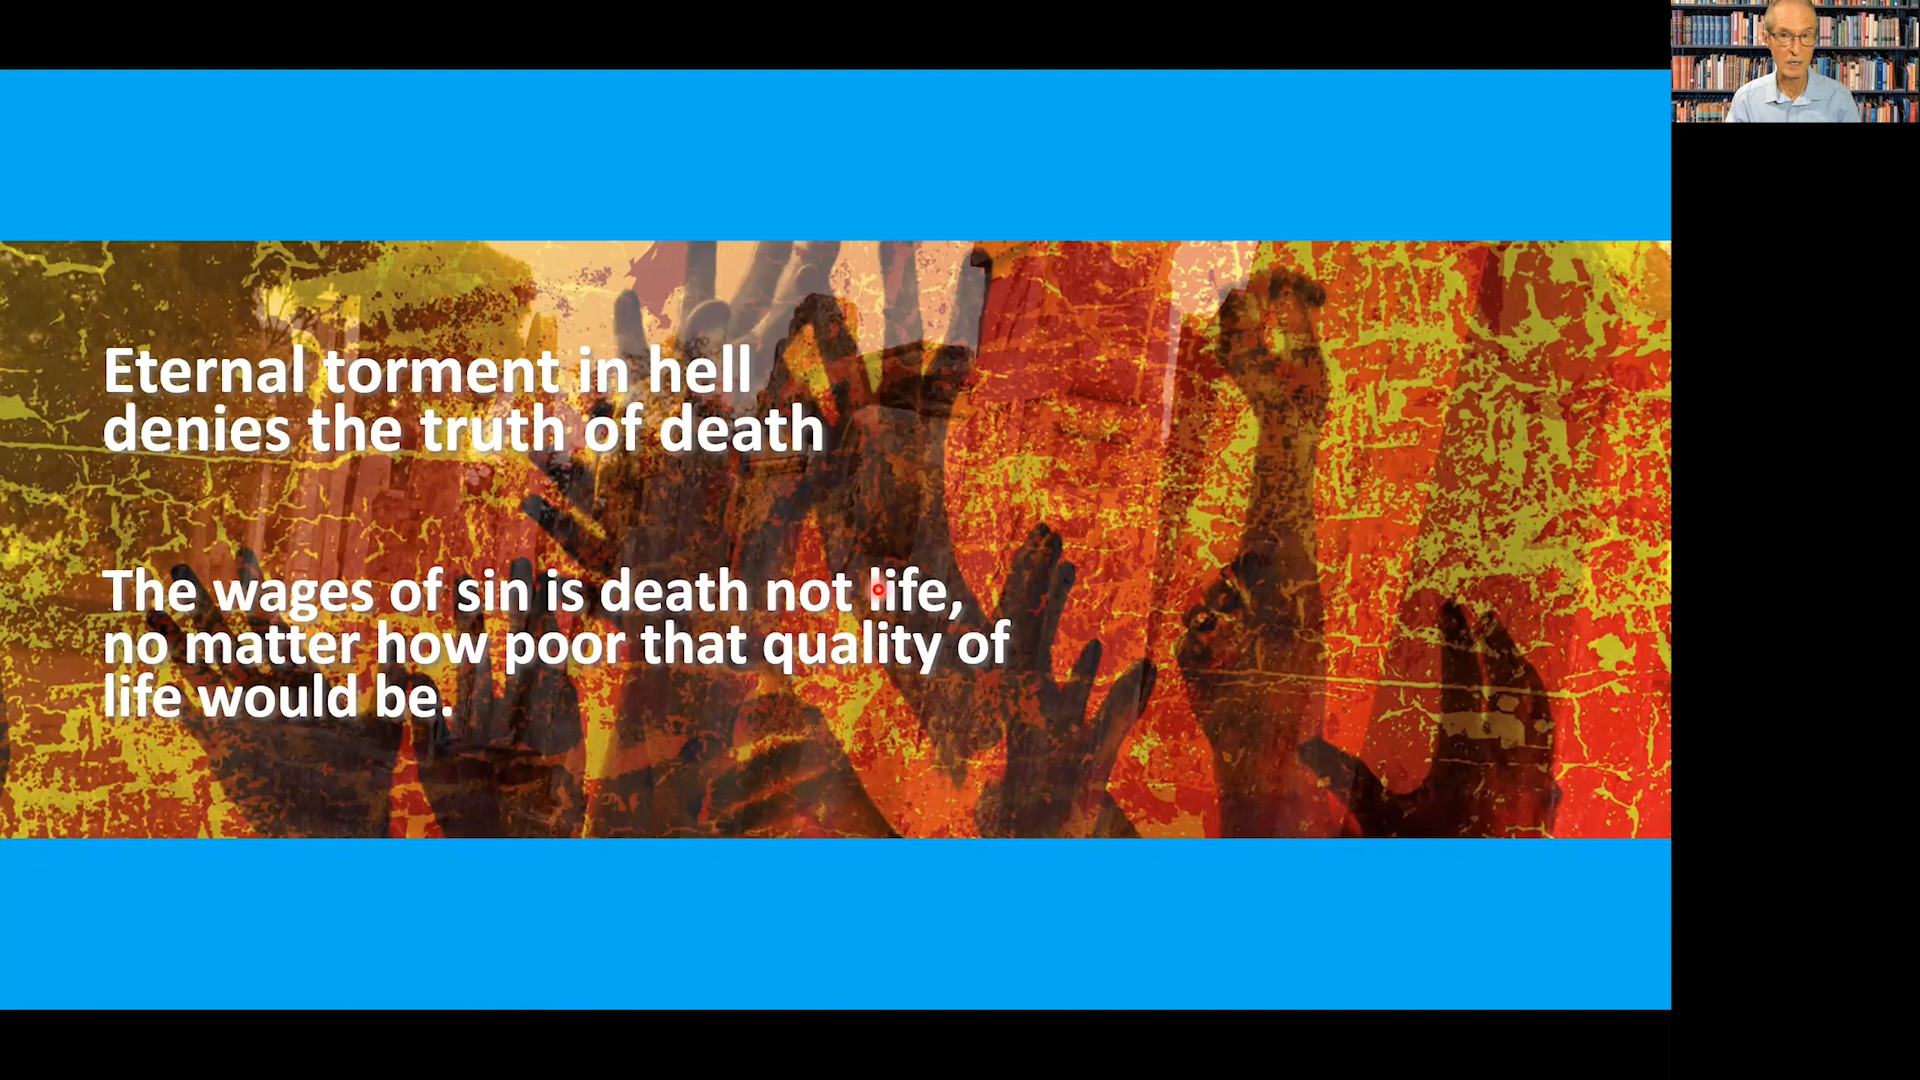 Eternal torment in hell
denies the truth of death
The wages of sin is death not life,
no matter how poor that quality of
life would be.